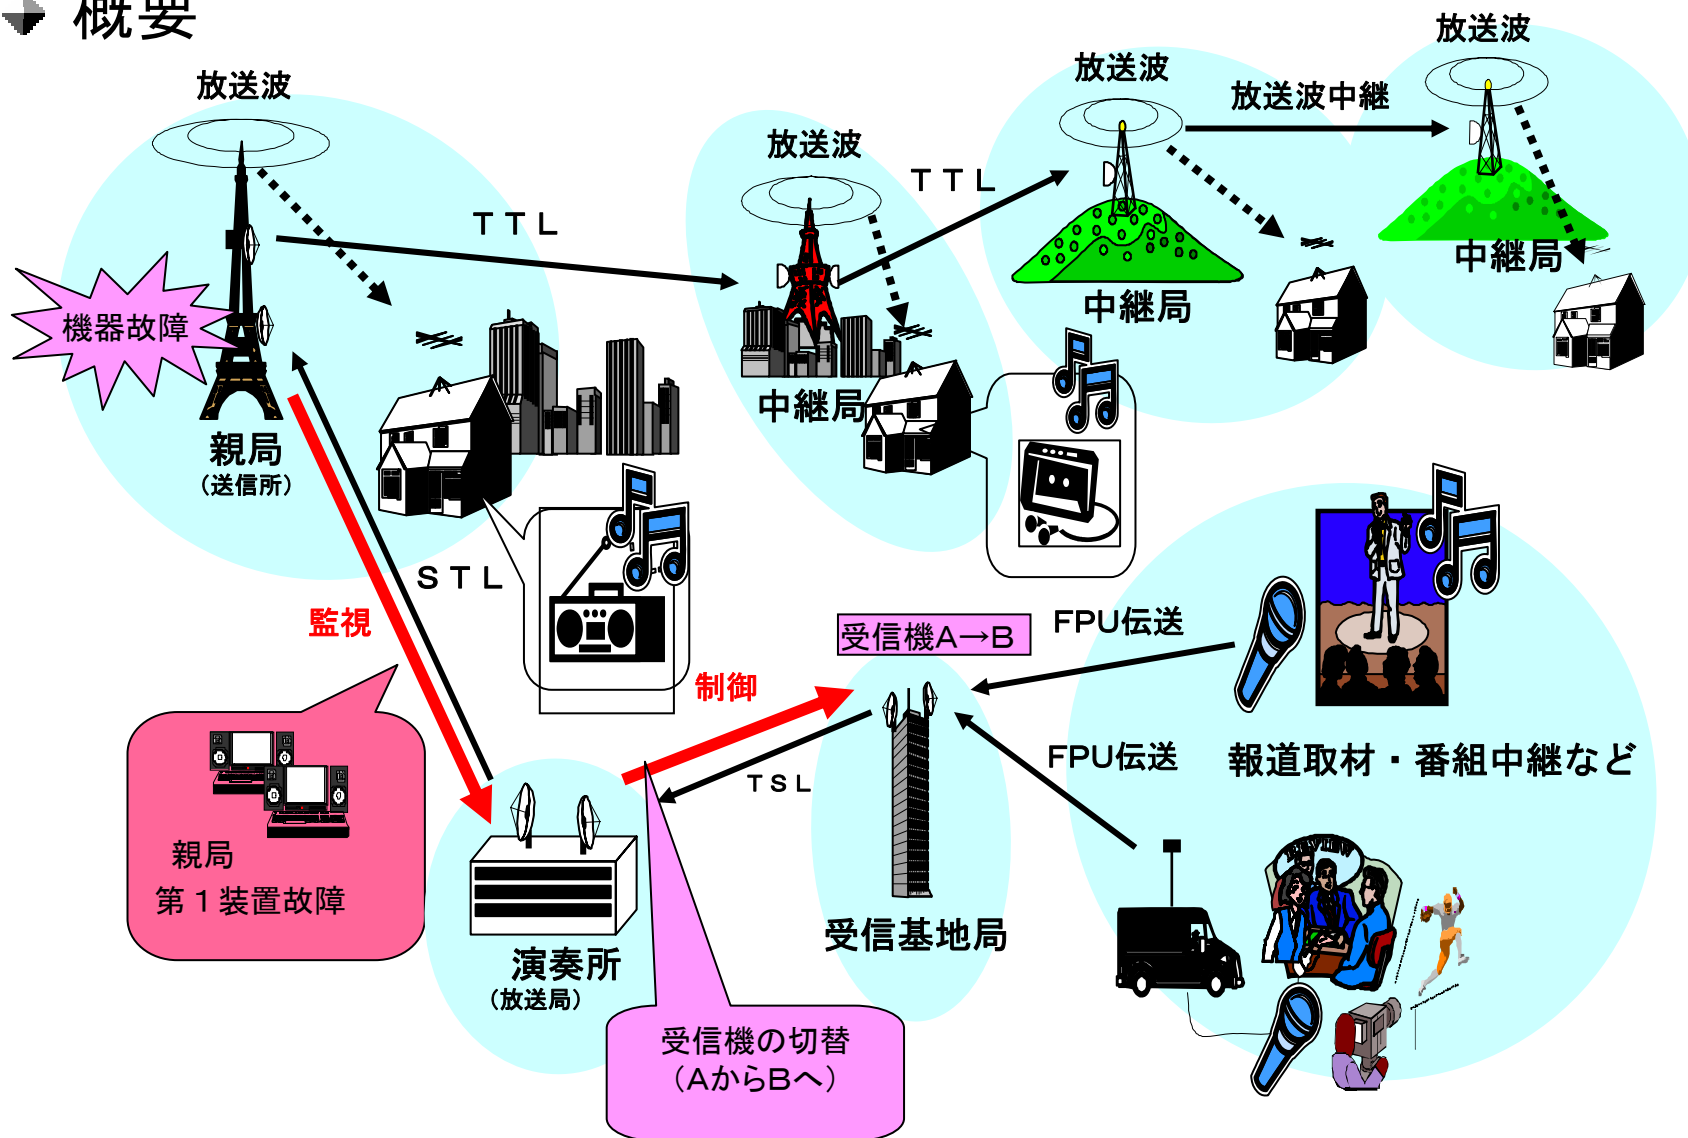 概要
放送波
放送波
放送波
放送波
放送波中継
ＴＴＬ
ＴＴＬ
機器故障
親局
（送信所）
中継局
中継局
中継局
ＳＴＬ
監視
制御
ＴＳＬ
受信機A→B
FPU伝送
FPU伝送
報道取材・番組中継など
親局
第１装置故障
演奏所
（放送局）
受信基地局
受信機の切替
（AからBへ）
REVIEW